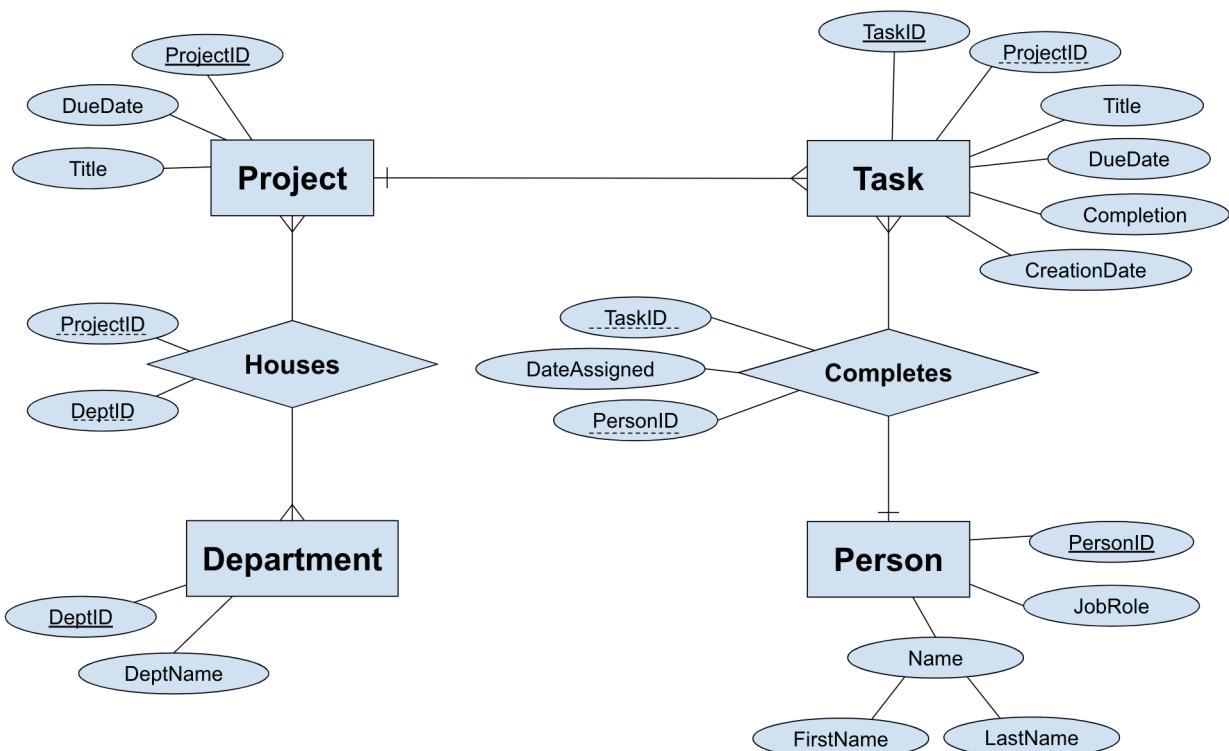 TaskID
ProjectID
ProjectID
DueDate
Title
DueDate
Title
Project
Task
Completion
CreationDate
ProjectID
TaskID
Houses
DateAssigned
Completes
DeptID
PersonID
Department
Person
PersonID
DeptID
JobRole
DeptName
Name
FirstName
LastName